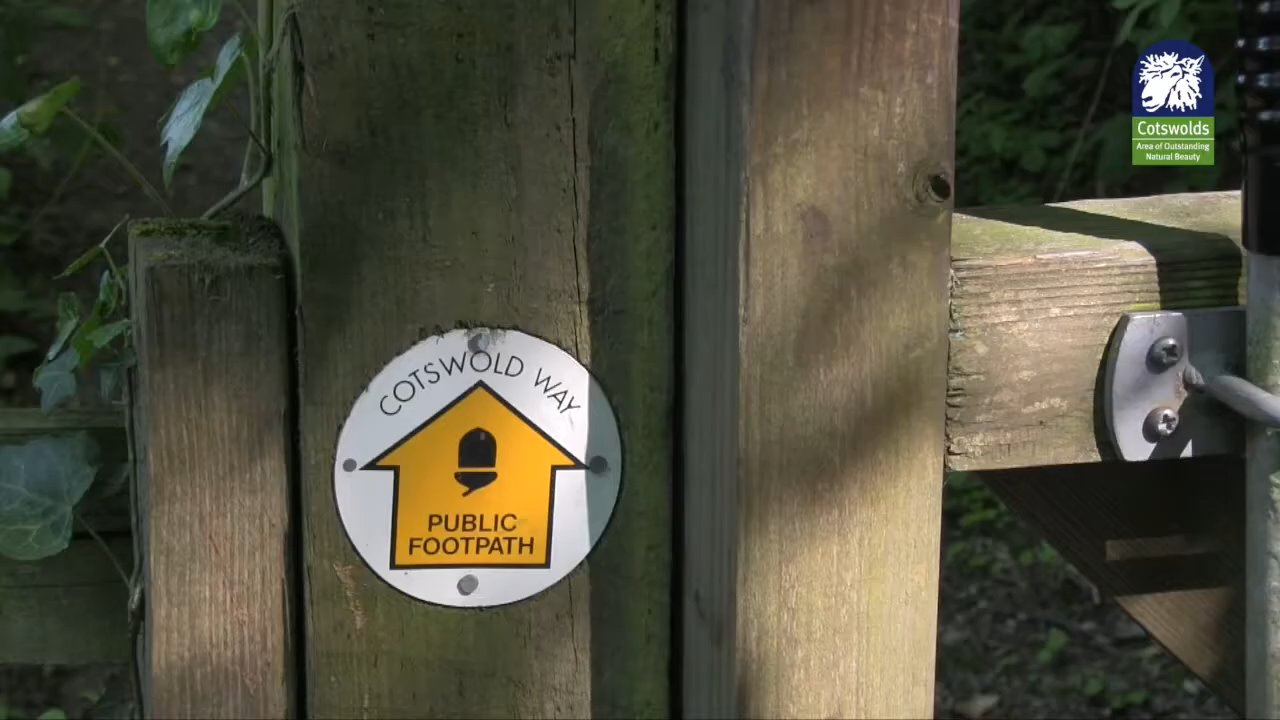 COTSWOLD WAY
PUBLIC
FOOTPATH
Cotswolds
Area of Outstanding
Natural Beauty